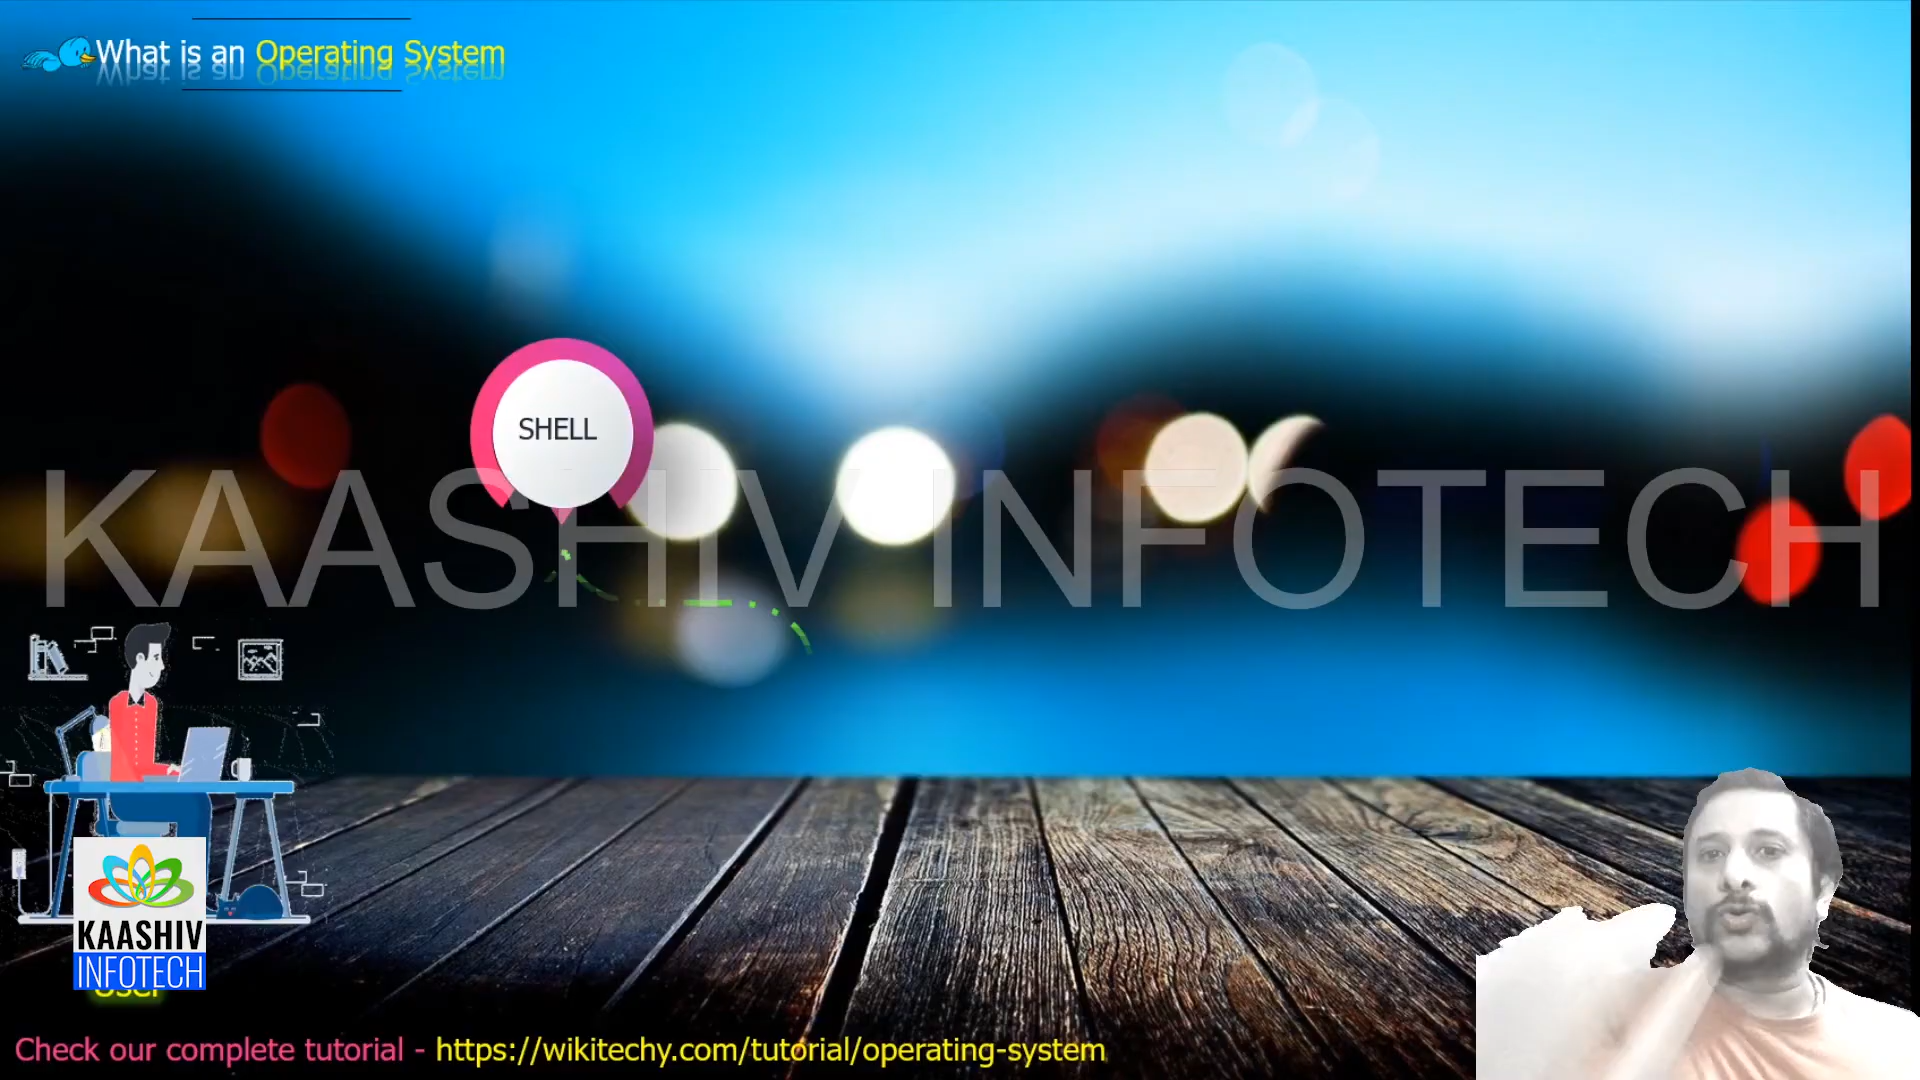 What is an Operating System
SHELL
KAASHIV INFOTECH
KAASHIV
INFOTECH
User
Check our complete tutorial - https://wikitechy.com/tutorial/operating-system